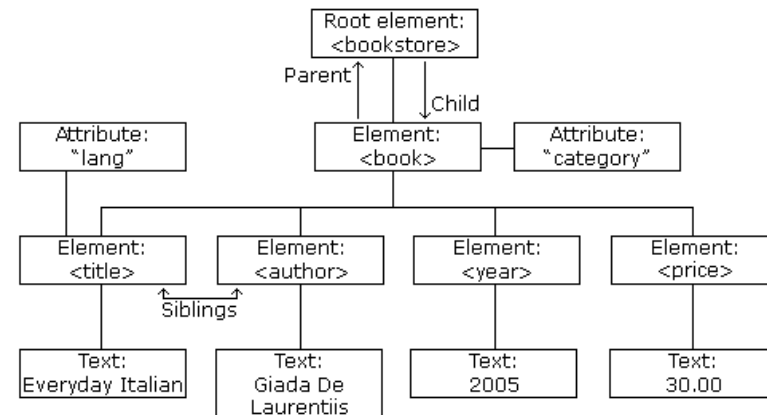 Root element:
<bookstore>
Parent
Child
Attribute:
"lang"
Element:
<book>
Attribute:
"category"
Element:
<title>
Element:
<author>
Element:
<year>
Element:
<price>
Siblings
Text:
Everyday Italian
Text:
Giada De
Laurentiis
Text:
2005
Text:
30.00